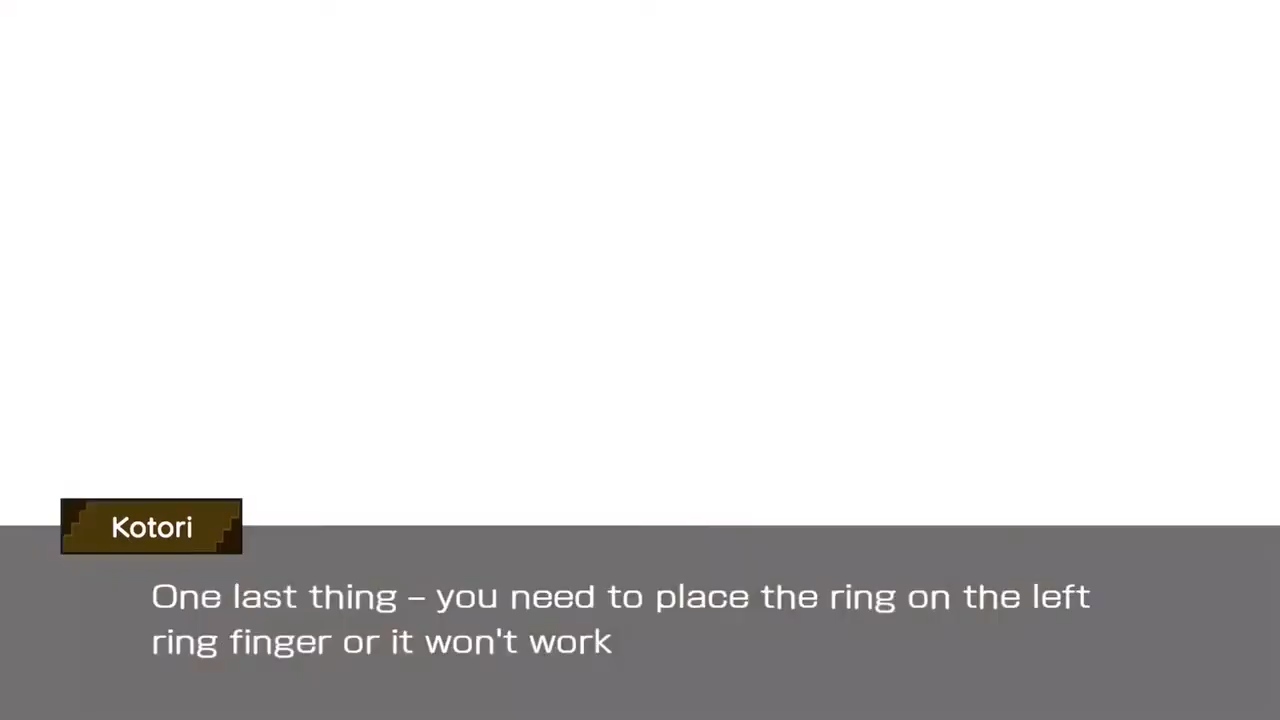 Kotori
One last thing – you need to place the ring on the left
ring finger or it won't work